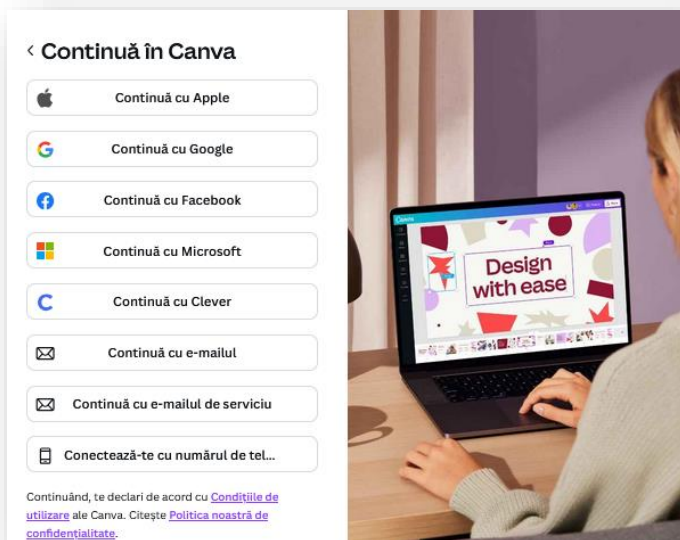 Continuă în Canva
Continuă cu Apple
Continuă cu Google
Continuă cu Facebook
Continuă cu Microsoft
Continuă cu Clever
Continuă cu e-mailul
Continuă cu e-mailul de serviciu
Conectează-te cu numărul de tel...
Continuând, te declari de acord cu Condițiile de
utilizare ale Canva. Citește Politica noastră de
confidențialitate.
Canva
Design
with ease